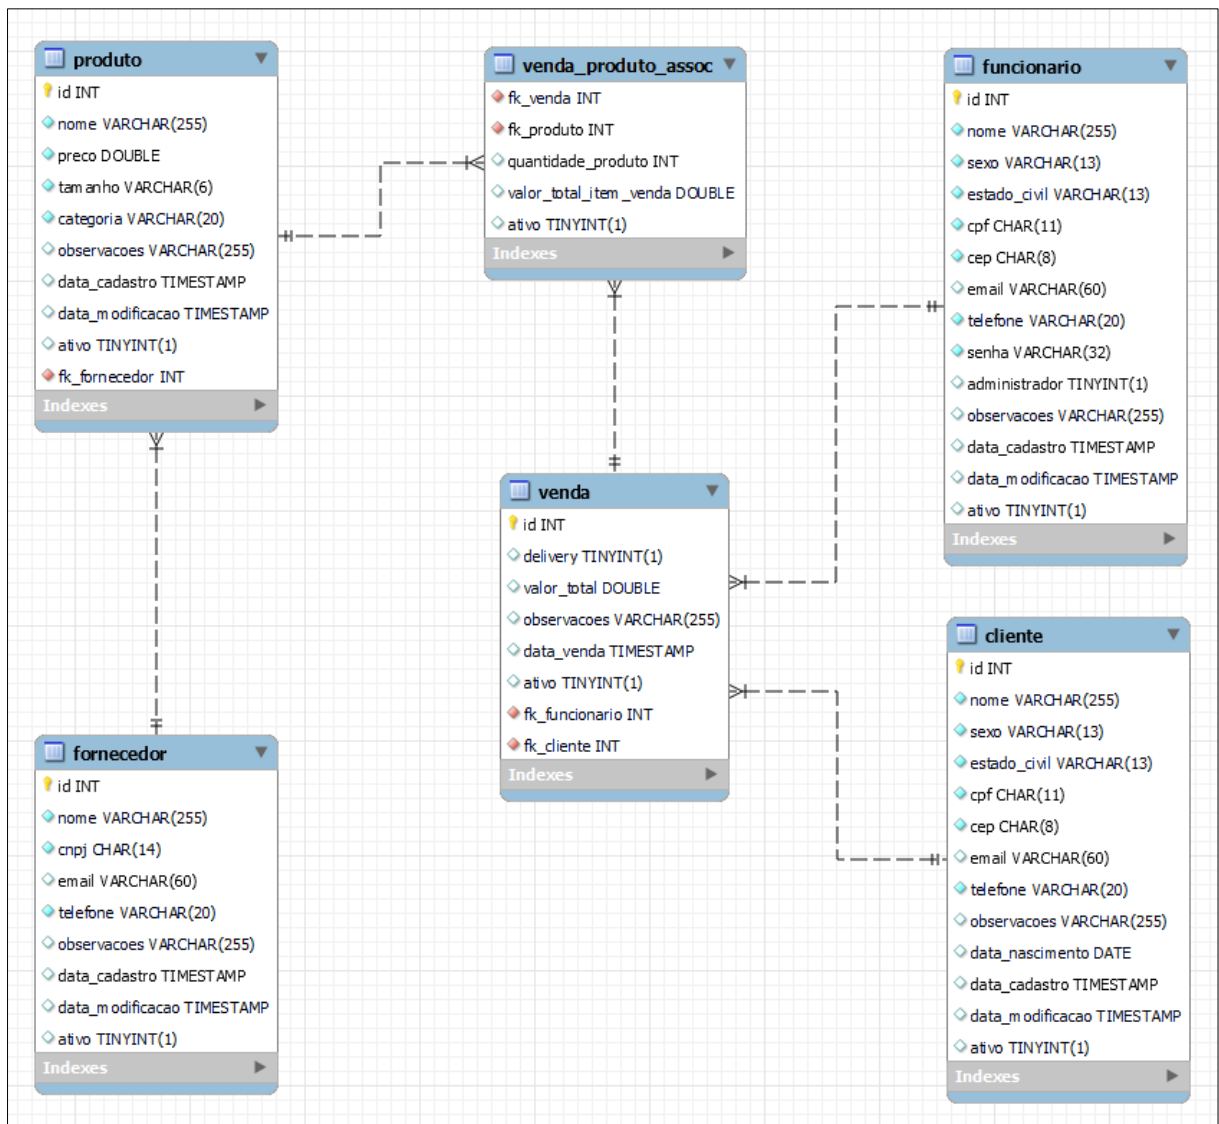 produto
id INT
nome VARCHAR(255)
preco DOUBLE
tamanho VARCHAR(6)
categoria VARCHAR(20)
observacoes VARCHAR(255)
data_cadastro TIMESTAMP
data_modificacao TIMESTAMP
ativo TINYINT(1)
fk_fornecedor INT
Indexes
venda_produto_assoc
fk_venda INT
fk_produto INT
quantidade_produto INT
valor_total_item_venda DOUBLE
ativo TINYINT(1)
Indexes
funcionario
id INT
nome VARCHAR(255)
sexo VARCHAR(13)
estado_civil VARCHAR(13)
cpf CHAR(11)
cep CHAR(8)
email VARCHAR(60)
telefone VARCHAR(20)
senha VARCHAR(32)
administrador TINYINT(1)
observacoes VARCHAR(255)
data_cadastro TIMESTAMP
data_modificacao TIMESTAMP
ativo TINYINT(1)
Indexes
venda
id INT
delivery TINYINT(1)
valor_total DOUBLE
observacoes VARCHAR(255)
data_venda TIMESTAMP
ativo TINYINT(1)
fk_funcionario INT
fk_cliente INT
Indexes
cliente
id INT
nome VARCHAR(255)
sexo VARCHAR(13)
estado_civil VARCHAR(13)
cpf CHAR(11)
cep CHAR(8)
email VARCHAR(60)
telefone VARCHAR(20)
observacoes VARCHAR(255)
data_nascimento DATE
data_cadastro TIMESTAMP
data_modificacao TIMESTAMP
ativo TINYINT(1)
Indexes
fornecedor
id INT
nome VARCHAR(255)
cnpj CHAR(14)
email VARCHAR(60)
telefone VARCHAR(20)
observacoes VARCHAR(255)
data_cadastro TIMESTAMP
data_modificacao TIMESTAMP
ativo TINYINT(1)
Indexes